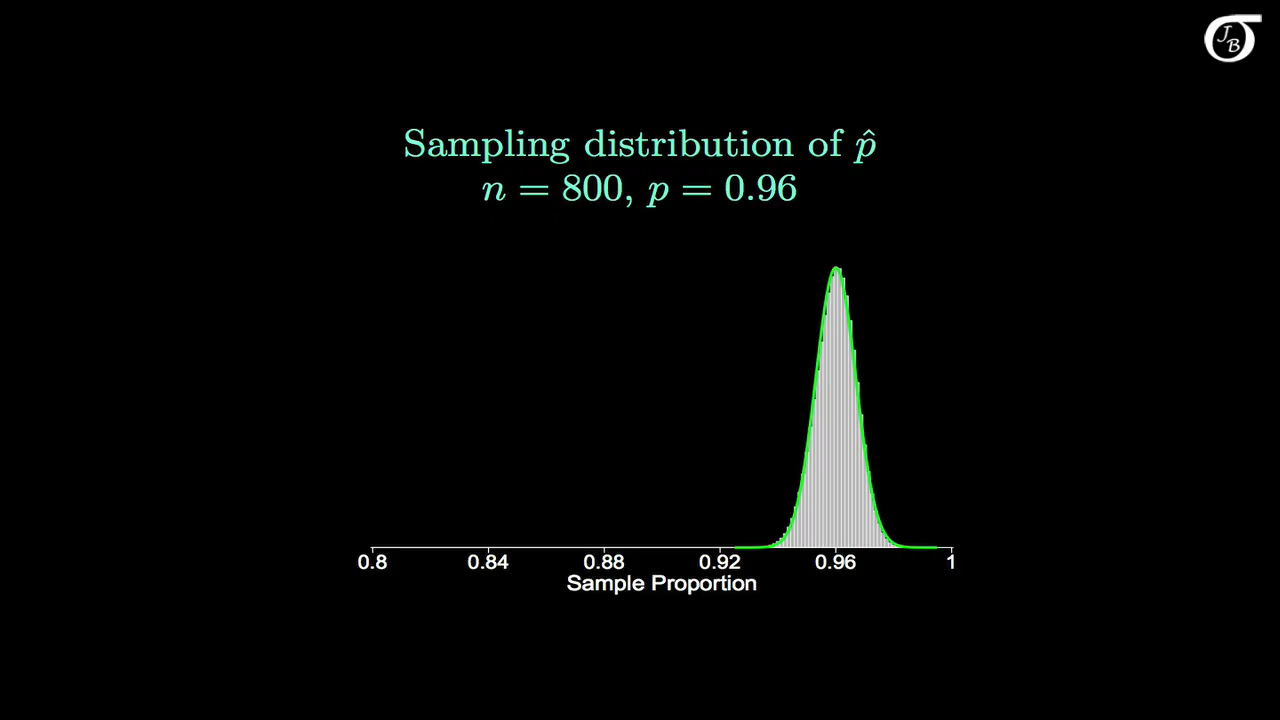 JB
Sampling distribution of p̂
n = 800, p = 0.96
0.8 0.84 0.88 0.92 0.96 1
Sample Proportion